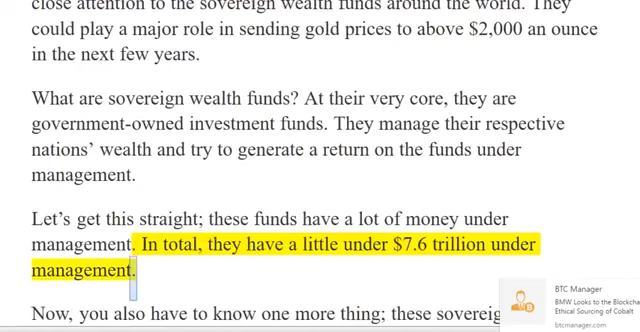 close attention to the sovereign wealth funds around the world. They
could play a major role in sending gold prices to above $2,000 an ounce
in the next few years.
What are sovereign wealth funds? At their very core, they are
government-owned investment funds. They manage their respective
nations’ wealth and try to generate a return on the funds under
management.
Let’s get this straight; these funds have a lot of money under
management. In total, they have a little under $7.6 trillion under
management.
Now, you also have to know one more thing; these sovereig
BTC Manager
BMW Looks to the Blockcha
Ethical Sourcing of Cobalt
btcmanager.com